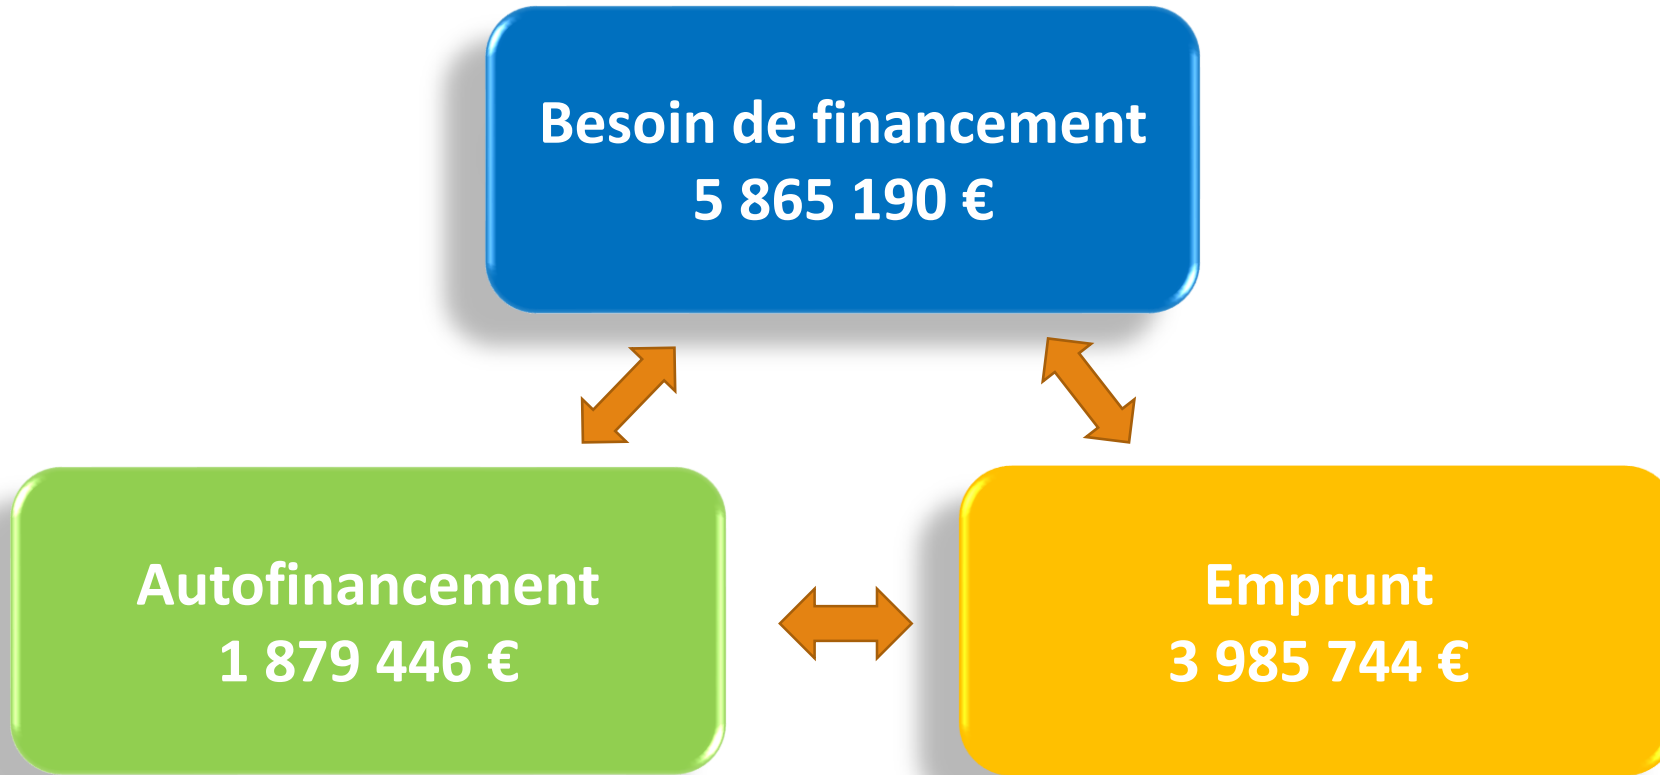 Besoin de financement
5 865 190 €
Autofinancement
1 879 446 €
Emprunt
3 985 744 €